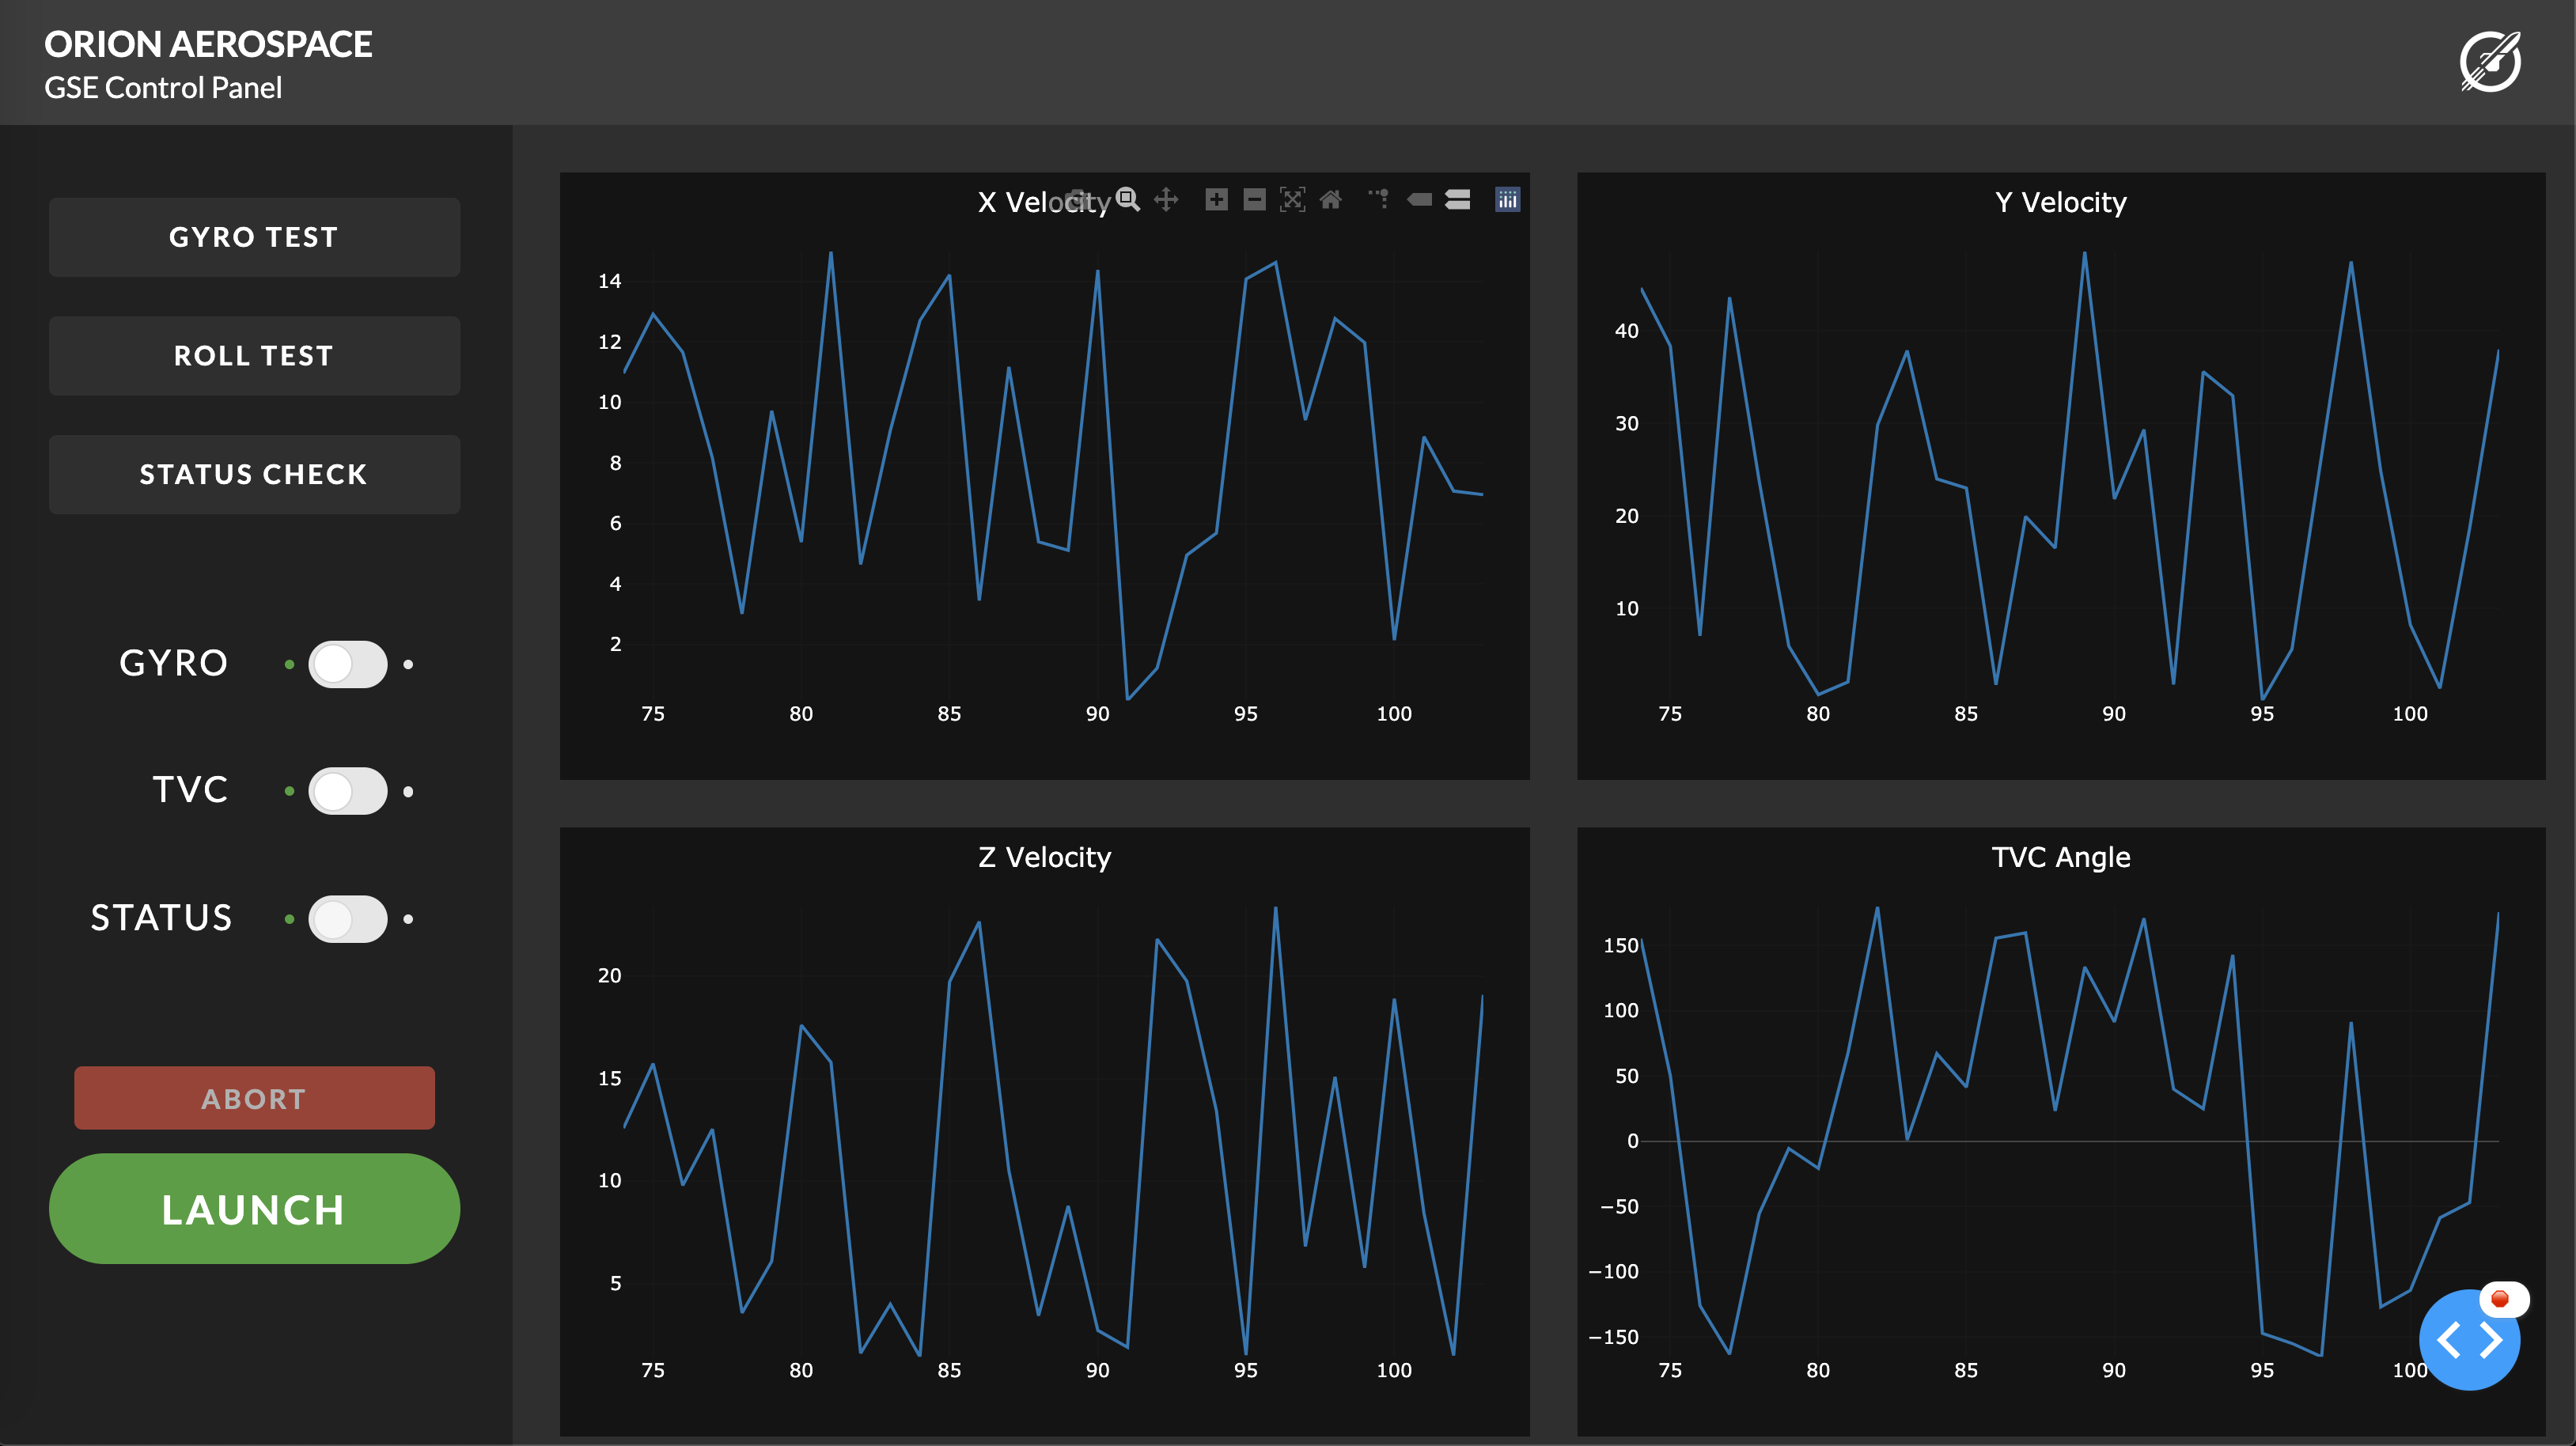 ORION AEROSPACE
GSE Control Panel
GYRO TEST
ROLL TEST
STATUS CHECK
GYRO
TVC
STATUS
ABORT
LAUNCH
X Velocity
14
12
10
8
6
4
2
75 80 85 90 95 100
Y Velocity
40
30
20
10
75 80 85 90 95 100
Z Velocity
20
15
10
5
75 80 85 90 95 100
TVC Angle
150
100
50
0
−50
−100
−150
75 80 85 90 95 100